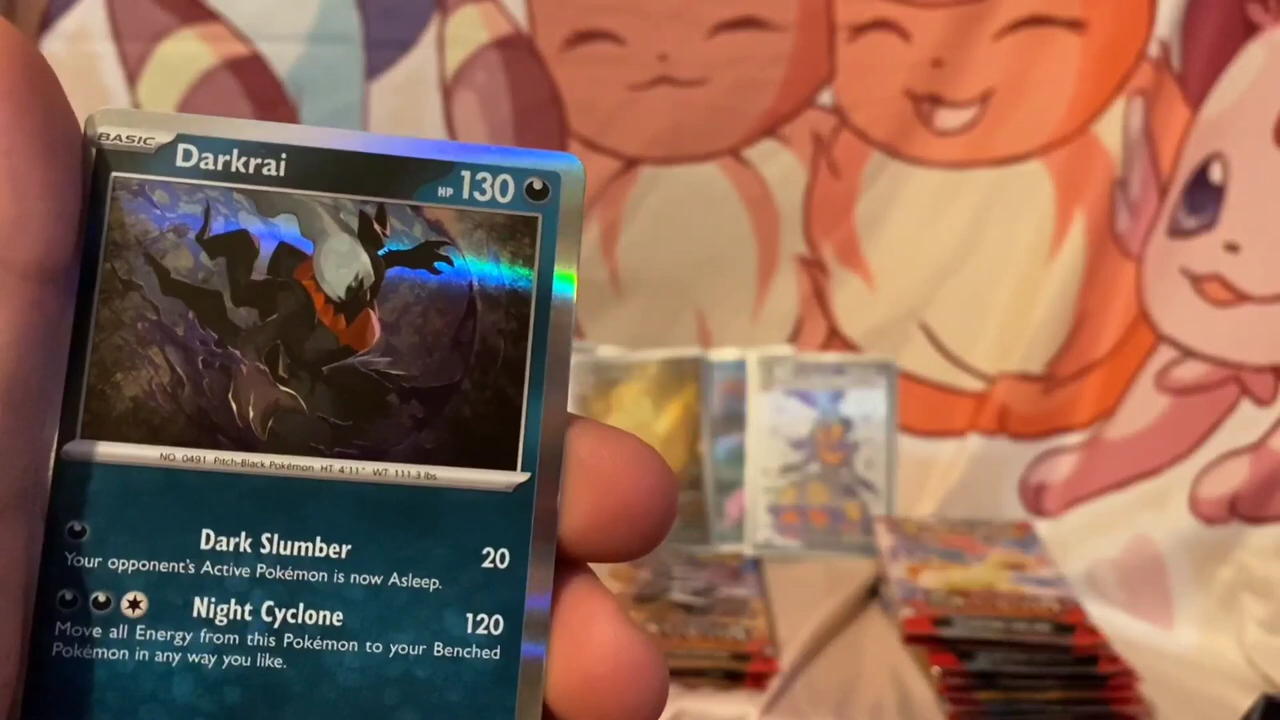 BASIC
Darkrai
HP 130
NO. 0491 Pitch-Black Pokémon HT 4'11" WT 111.3 lbs
Dark Slumber 20
Your opponent's Active Pokémon is now Asleep.
Night Cyclone 120
Move all Energy from this Pokémon to your Benched
Pokémon in any way you like.